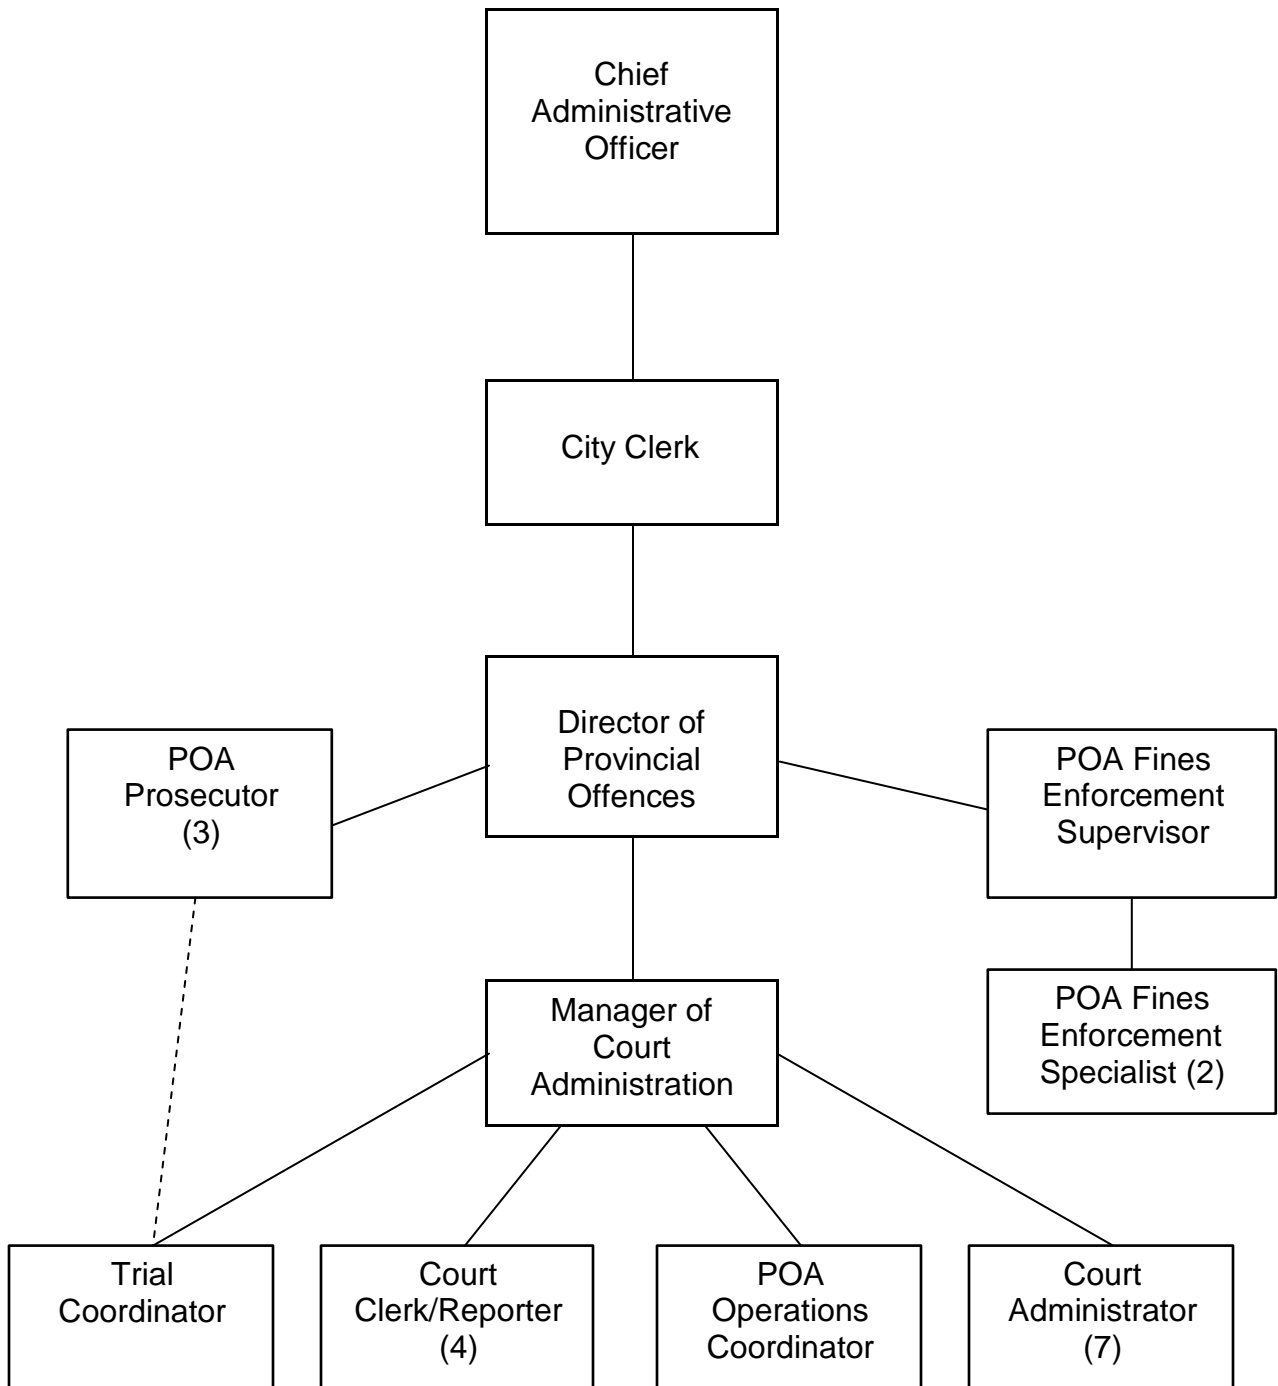 Chief
Administrative
Officer
City Clerk
Director of
Provincial
Offences
POA
Prosecutor
(3)
POA Fines
Enforcement
Supervisor
Manager of
Court
Administration
POA Fines
Enforcement
Specialist (2)
Trial
Coordinator
Court
Clerk/Reporter
(4)
POA
Operations
Coordinator
Court
Administrator
(7)